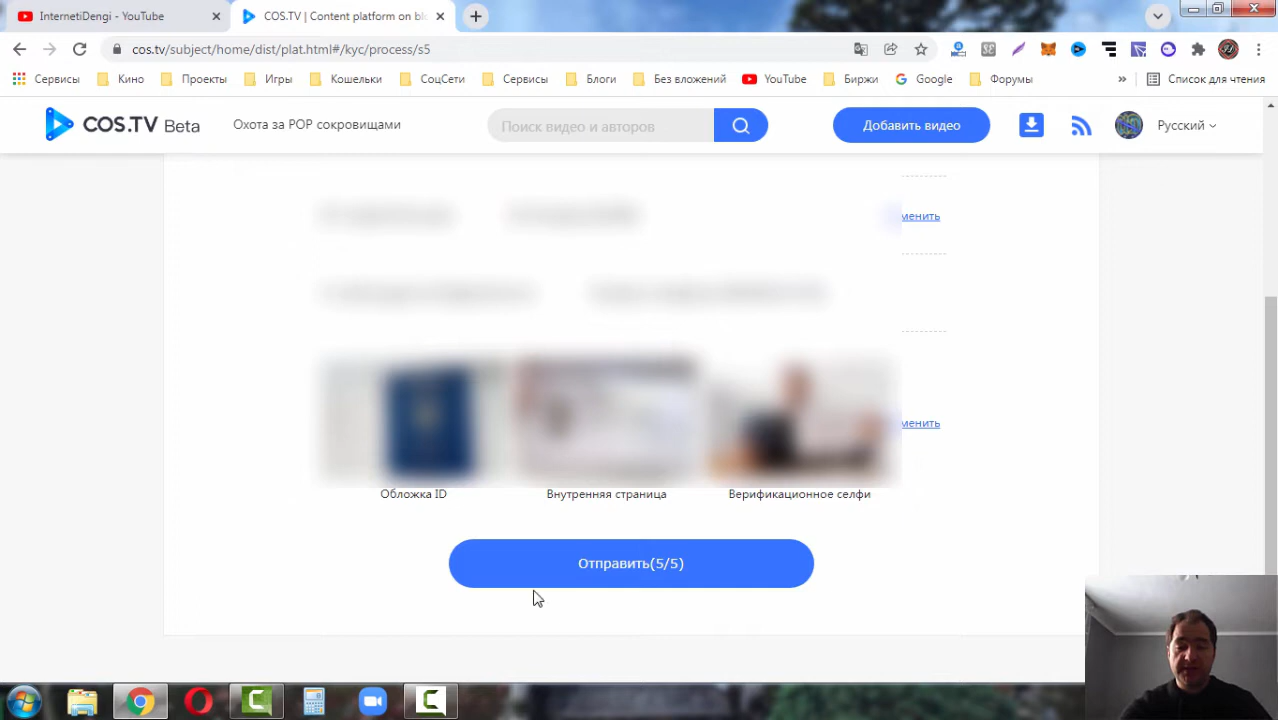 InternetiDengi - YouTube
COS.TV | Content platform on blo
cos.tv/subject/home/dist/plat.html#/kyc/process/s5
Сервисы Кино Проекты Игры Кошельки СоцСети Сервисы Блоги Без вложений YouTube Биржи Google Форумы » Список для чтения
COS.TV Beta Охота за POP сокровищами Поиск видео и авторов Добавить видео Русский
менить
менить
Обложка ID Внутренняя страница Верификационное селфи
Отправить(5/5)